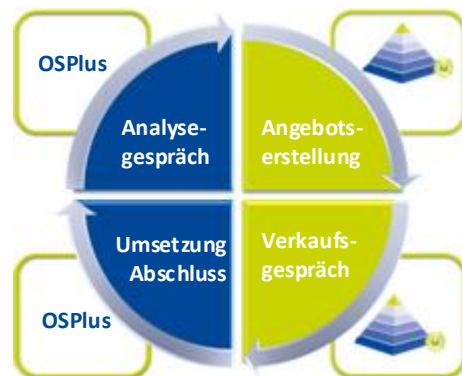 OSPlus
Analyse-
gespräch
Angebots-
erstellung
Umsetzung
Abschluss
Verkaufs-
gespräch
OSPlus